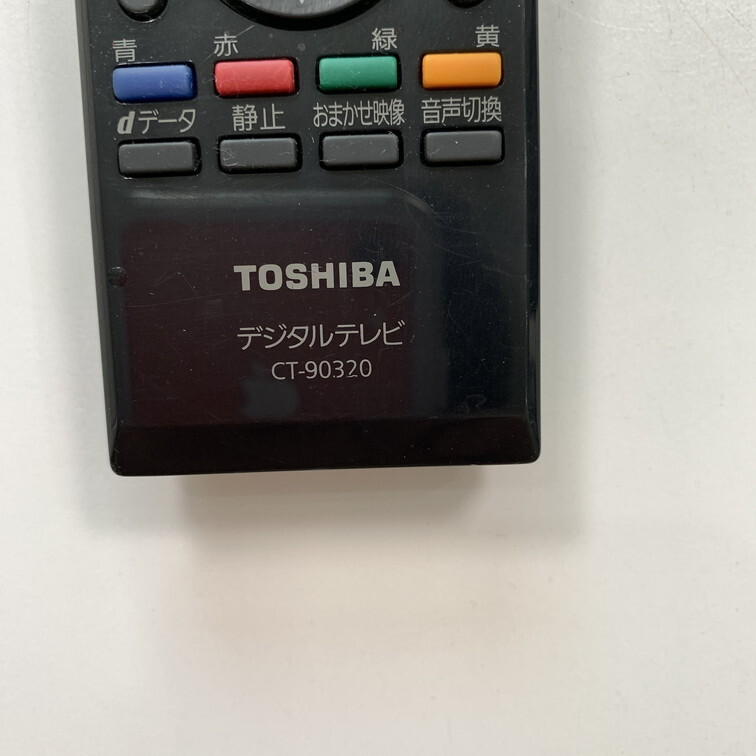 青 赤 緑 黄
dデータ 静止 おまかせ映像 音声切換
TOSHIBA
デジタルテレビ
CT-90320